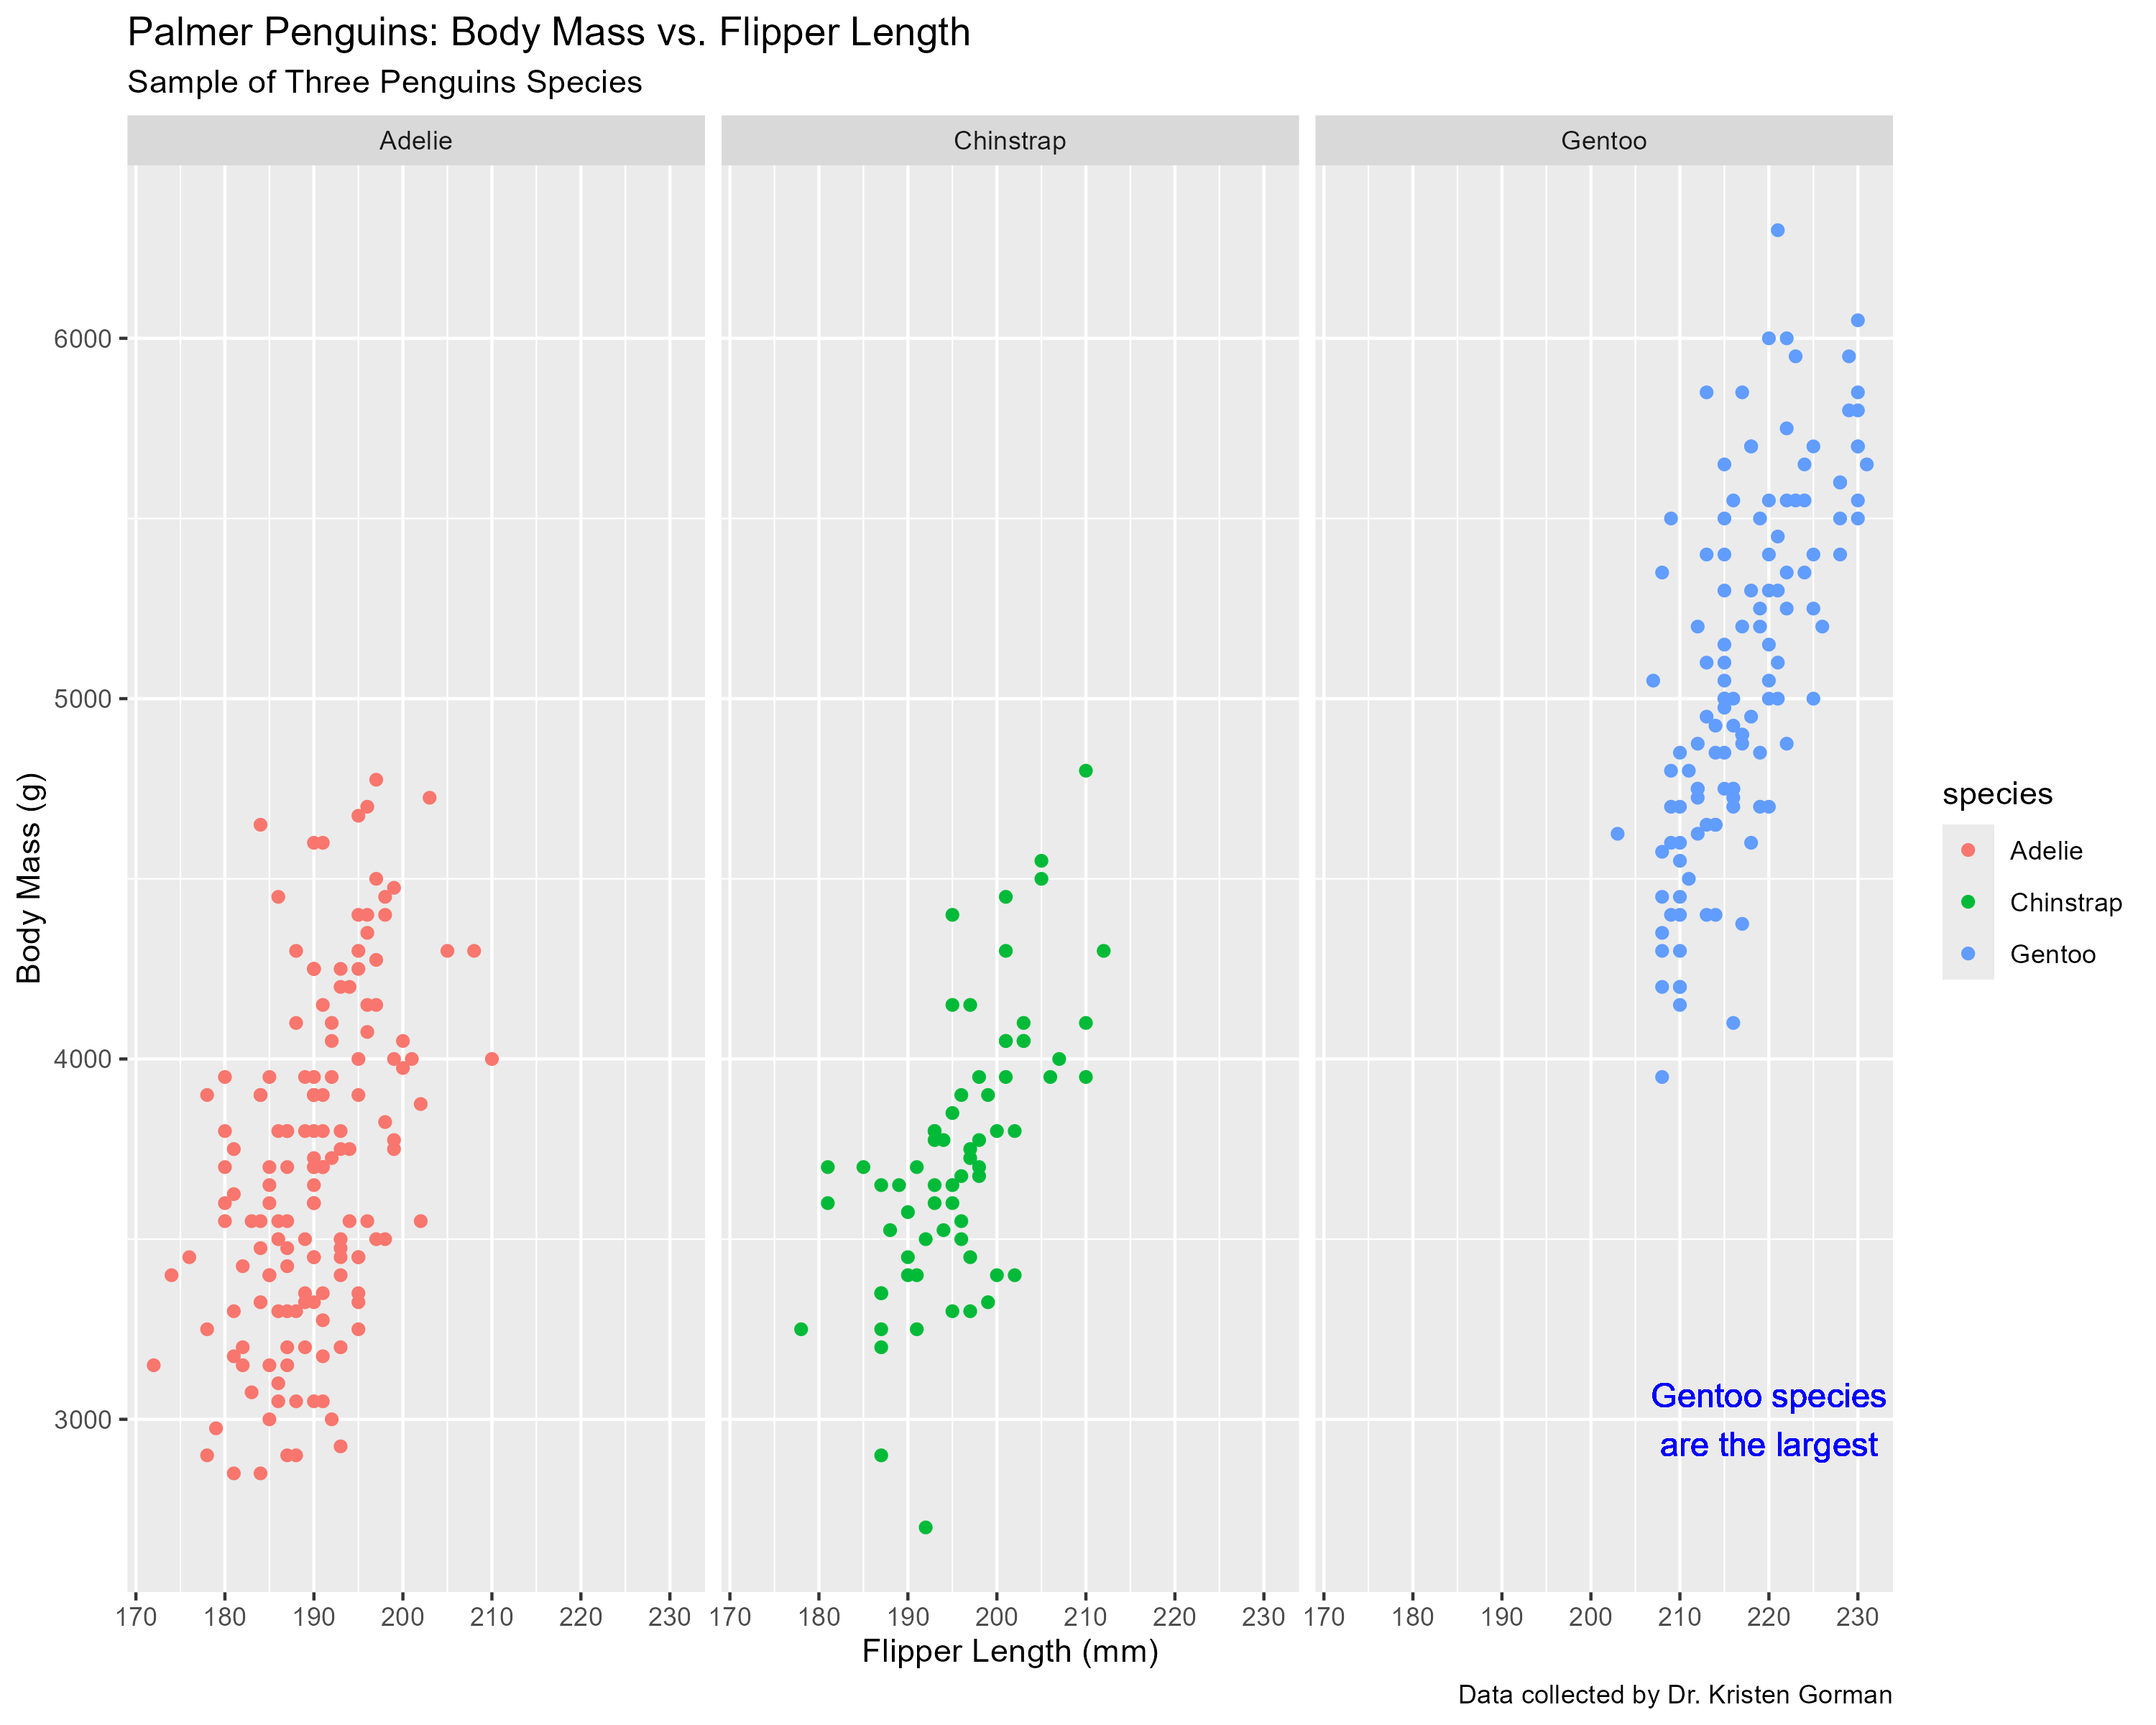 Palmer Penguins: Body Mass vs. Flipper Length
Sample of Three Penguins Species
Adelie
Chinstrap
Gentoo
Body Mass (g)
6000
5000
4000
3000
Gentoo species
are the largest
170 180 190 200 210 220 230
170 180 190 200 210 220 230
170 180 190 200 210 220 230
Flipper Length (mm)
species
Adelie
Chinstrap
Gentoo
Data collected by Dr. Kristen Gorman